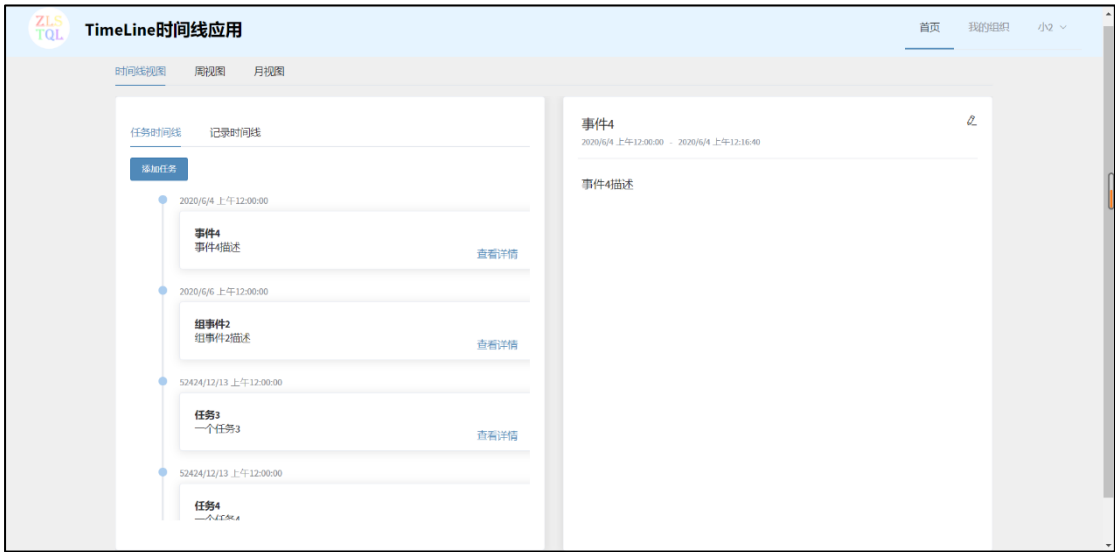 ZLS
TQL
TimeLine时间线应用
首页 我的组织 小2
时间线视图 周视图 月视图
任务时间线 记录时间线
添加任务
2020/6/4 上午12:00:00
事件4
事件4描述
查看详情
2020/6/6 上午12:00:00
组事件2
组事件2描述
查看详情
52424/12/13 上午12:00:00
任务3
一个任务3
查看详情
52424/12/13 上午12:00:00
任务4
一个任务4
事件4
2020/6/4 上午12:00:00 - 2020/6/4 上午12:16:40
事件4描述